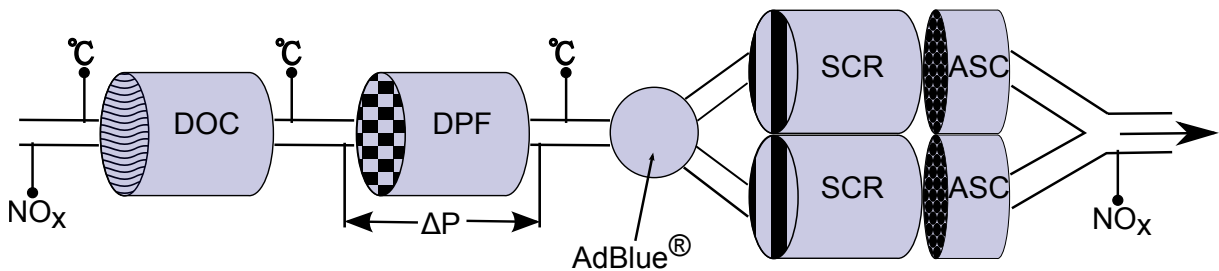 °C
°C
°C
DOC
DPF
SCR
ASC
SCR
ASC
NOx
ΔP
AdBlue®
NOx